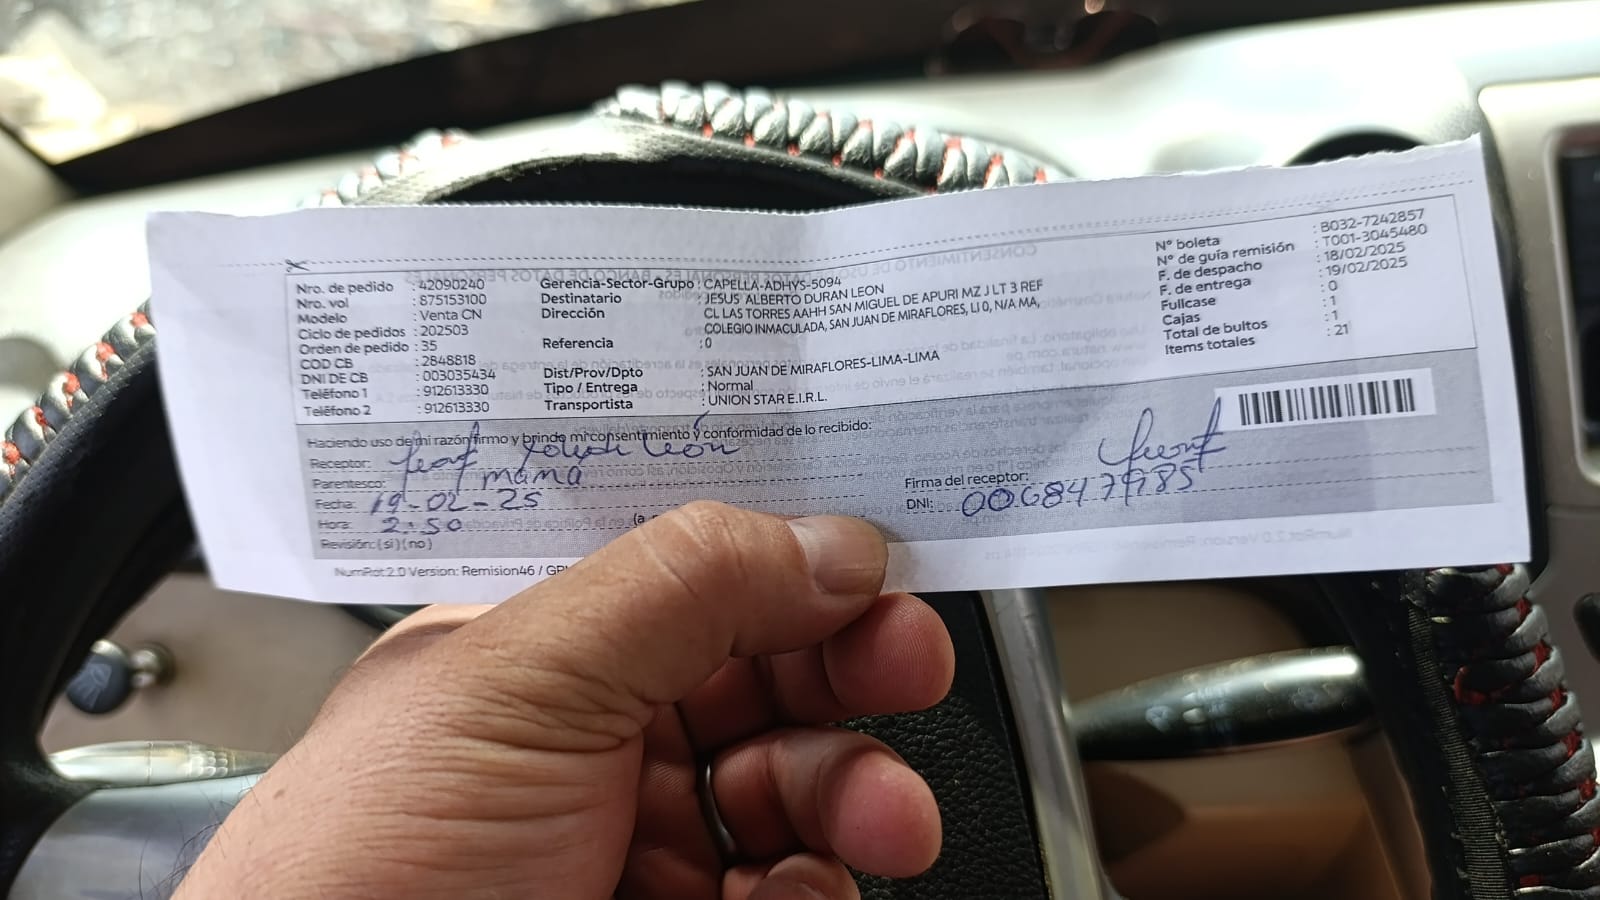 Nro. de pedido : 42090240
Nro. vol : 875153100
Modelo : Venta CN
Ciclo de pedidos : 202503
Orden de pedido : 35
COD CB : 2848818
DNI DE CB : 003035434
Teléfono 1 : 912613330
Teléfono 2 : 912613330
Gerencia-Sector-Grupo : CAPELLA-ADHYS-5094
Destinatario : JESUS ALBERTO DURAN LEON
Dirección : CL LAS TORRES AAHH SAN MIGUEL DE APURI MZ J LT 3 REF
COLEGIO INMACULADA, SAN JUAN DE MIRAFLORES, LI 0, N/A MA,
Referencia : 0
Dist/Prov/Dpto : SAN JUAN DE MIRAFLORES-LIMA-LIMA
Tipo / Entrega : Normal
Transportista : UNION STAR E.I.R.L.
N° boleta : B032-7242857
N° de guía remisión : T001-3045480
F. de despacho : 18/02/2025
F. de entrega : 19/02/2025
Fullcase : 0
Cajas : 1
Total de bultos : 1
Items totales : 21
Haciendo uso de mi razón firmo y brindo mi consentimiento y conformidad de lo recibido:
Receptor: León
Parentesco: mamá
Fecha: 19-02-25
Hora: 2:50
Revisión: (si) (no)
Firma del receptor:
DNI:
NumRot2.0 Version: Remision46 /